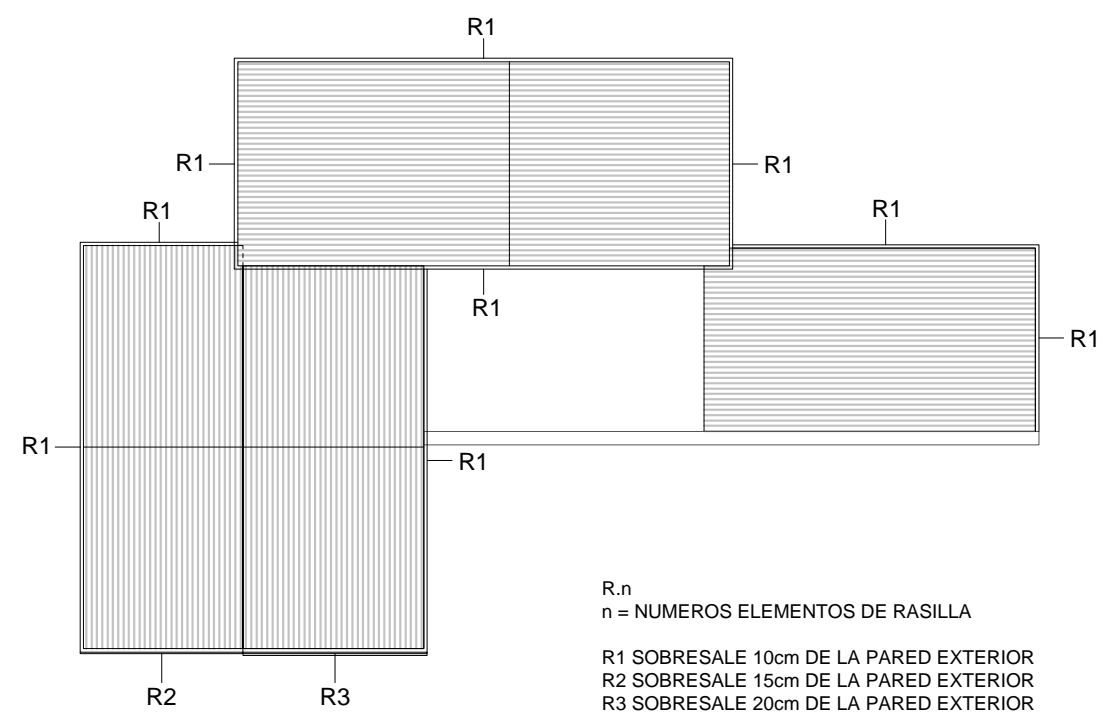 R1
R1
R1
R1
R1
R1
R1
R1
R1
R2
R3
R.n
n = NUMEROS ELEMENTOS DE RASILLA
R1 SOBRESALE 10cm DE LA PARED EXTERIOR
R2 SOBRESALE 15cm DE LA PARED EXTERIOR
R3 SOBRESALE 20cm DE LA PARED EXTERIOR